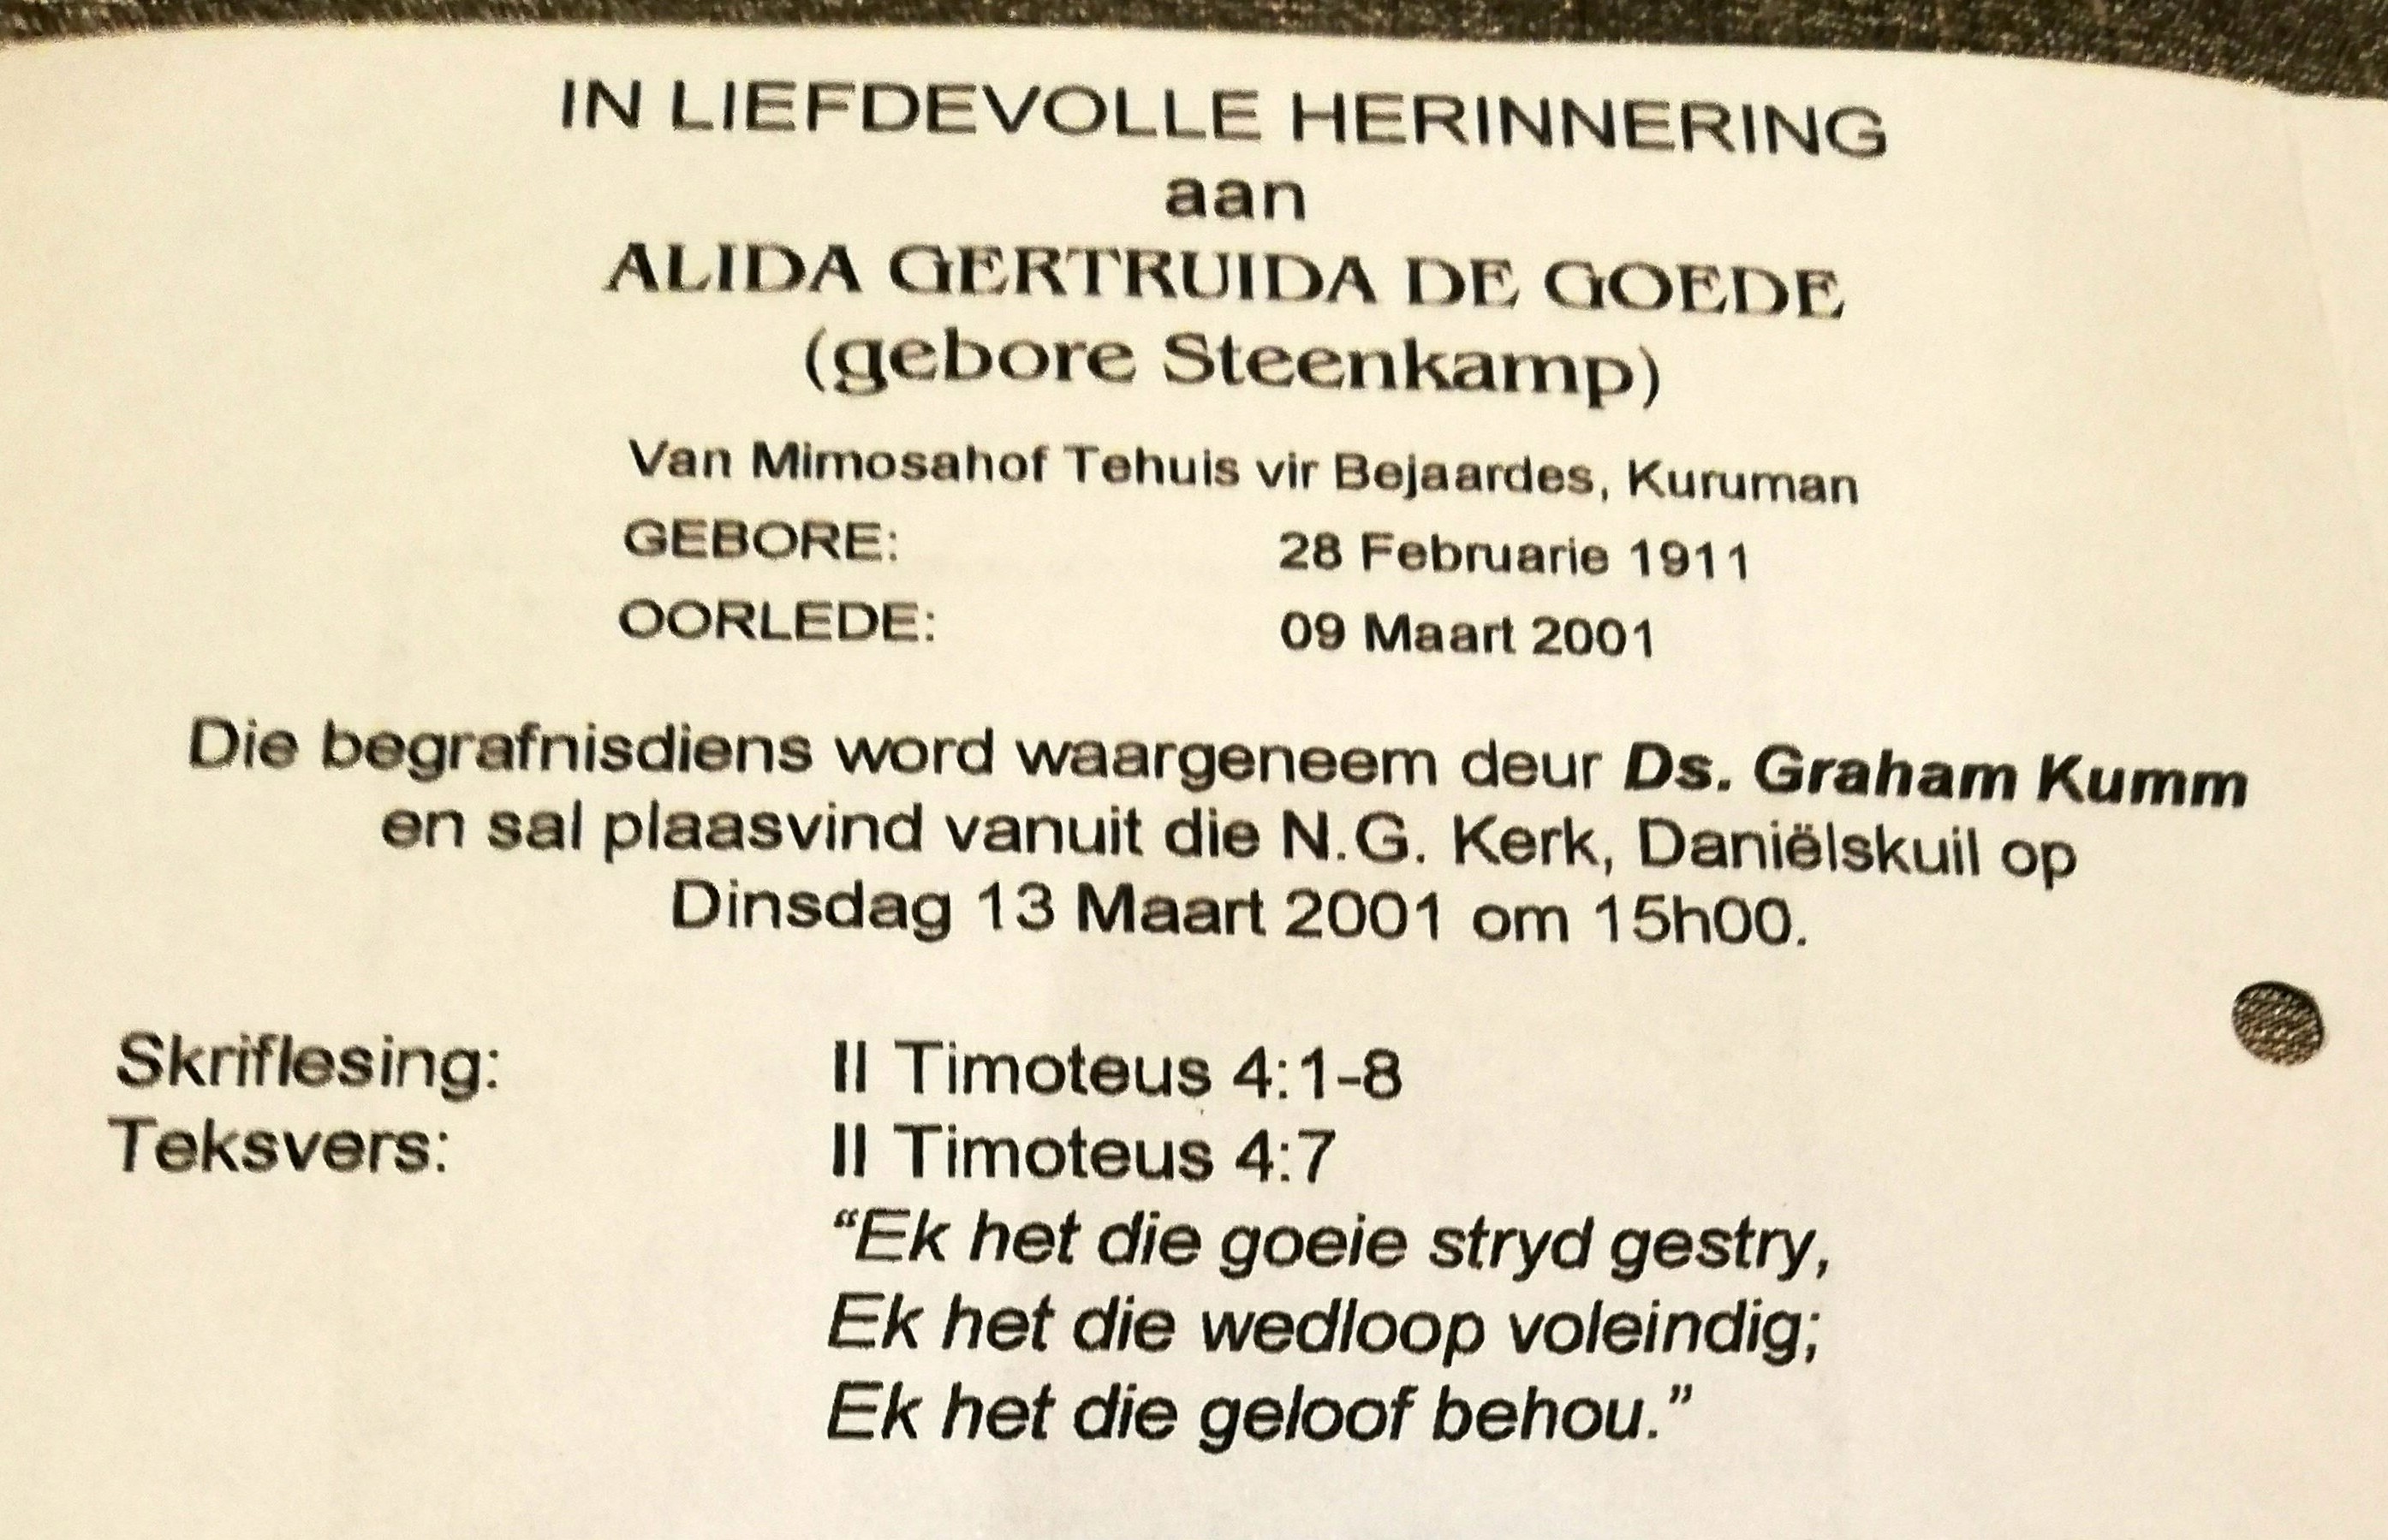 IN LIEFDEVOLLE HERINNERING
aan
ALIDA GERTRUIDA DE GOEDE
(gebore Steenkamp)
Van Mimosahof Tehuis vir Bejaardes, Kuruman
GEBORE: 28 Februarie 1911
OORLEDE: 09 Maart 2001
Die begrafnisdiens word waargeneem deur Ds. Graham Kumm
en sal plaasvind vanuit die N.G. Kerk, Daniëlskuil op
Dinsdag 13 Maart 2001 om 15h00.
Skriflesing: II Timoteus 4:1-8
Teksvers: II Timoteus 4:7
“Ek het die goeie stryd gestry,
Ek het die wedloop voleindig;
Ek het die geloof behou.”